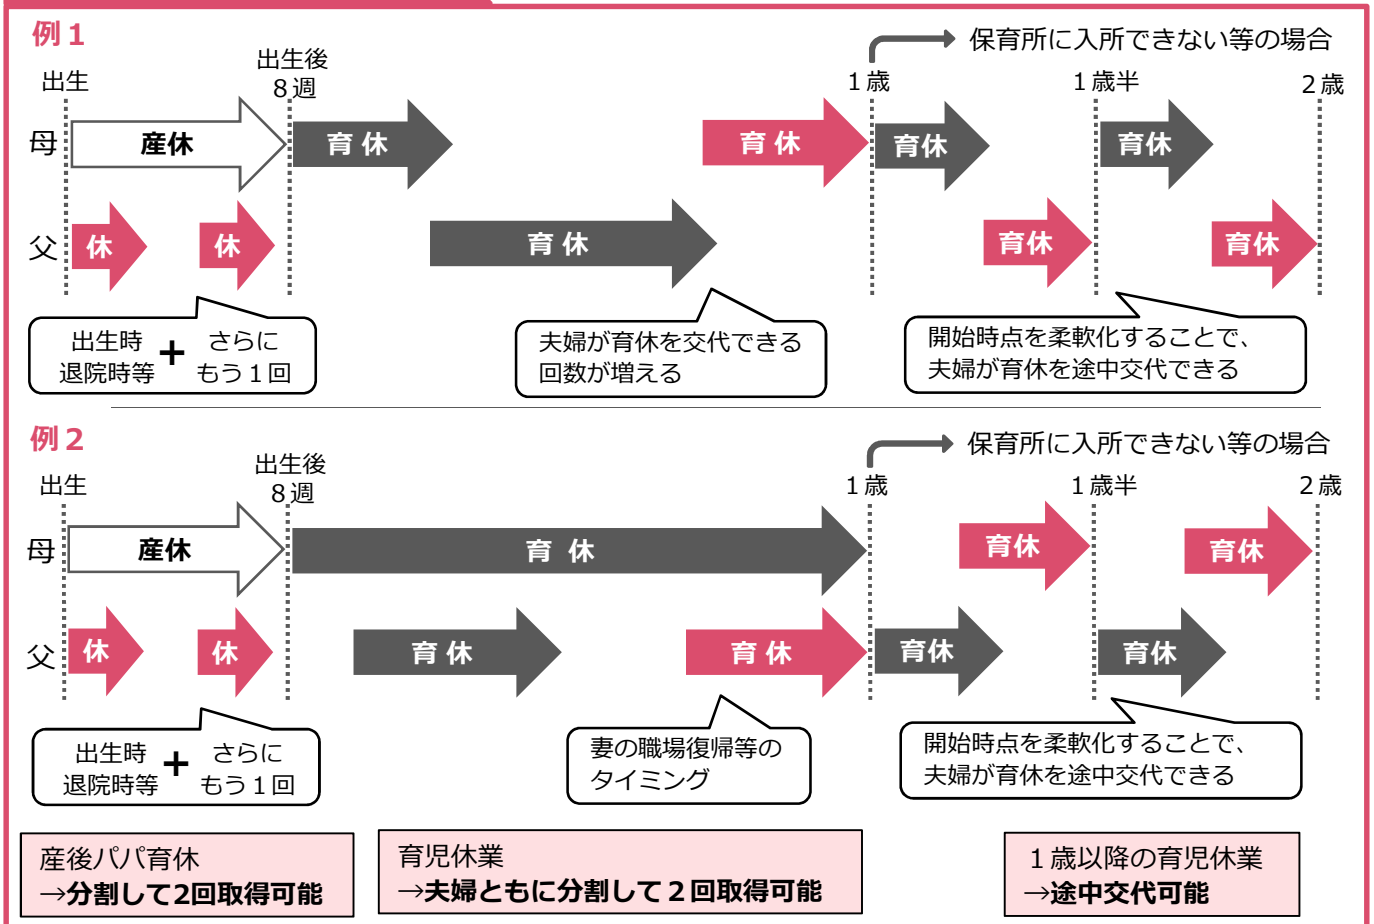 例１
保育所に入所できない等の場合
出生
出生後
８週
１歳
１歳半
２歳
母
産休
育 休
育 休
育休
育休
父
休
休
育 休
育休
育休
出生時
退院時等
＋
さらに
もう１回
夫婦が育休を交代できる
回数が増える
開始時点を柔軟化することで、
夫婦が育休を途中交代できる
例２
保育所に入所できない等の場合
出生
出生後
８週
１歳
１歳半
２歳
母
産休
育 休
育休
育休
父
休
休
育 休
育 休
育休
育休
出生時
退院時等
＋
さらに
もう１回
妻の職場復帰等の
タイミング
開始時点を柔軟化することで、
夫婦が育休を途中交代できる
産後パパ育休
→分割して2回取得可能
育児休業
→夫婦ともに分割して２回取得可能
１歳以降の育児休業
→途中交代可能